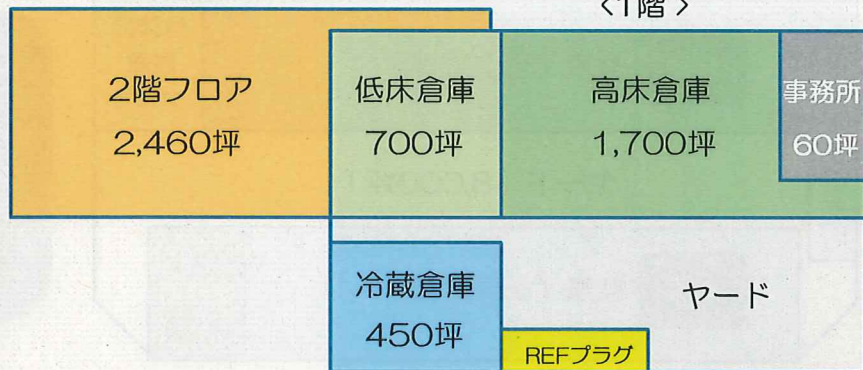 <1階>
2階フロア
2,460坪
低床倉庫
700坪
高床倉庫
1,700坪
事務所
60坪
冷蔵倉庫
450坪
ヤード
REFプラグ